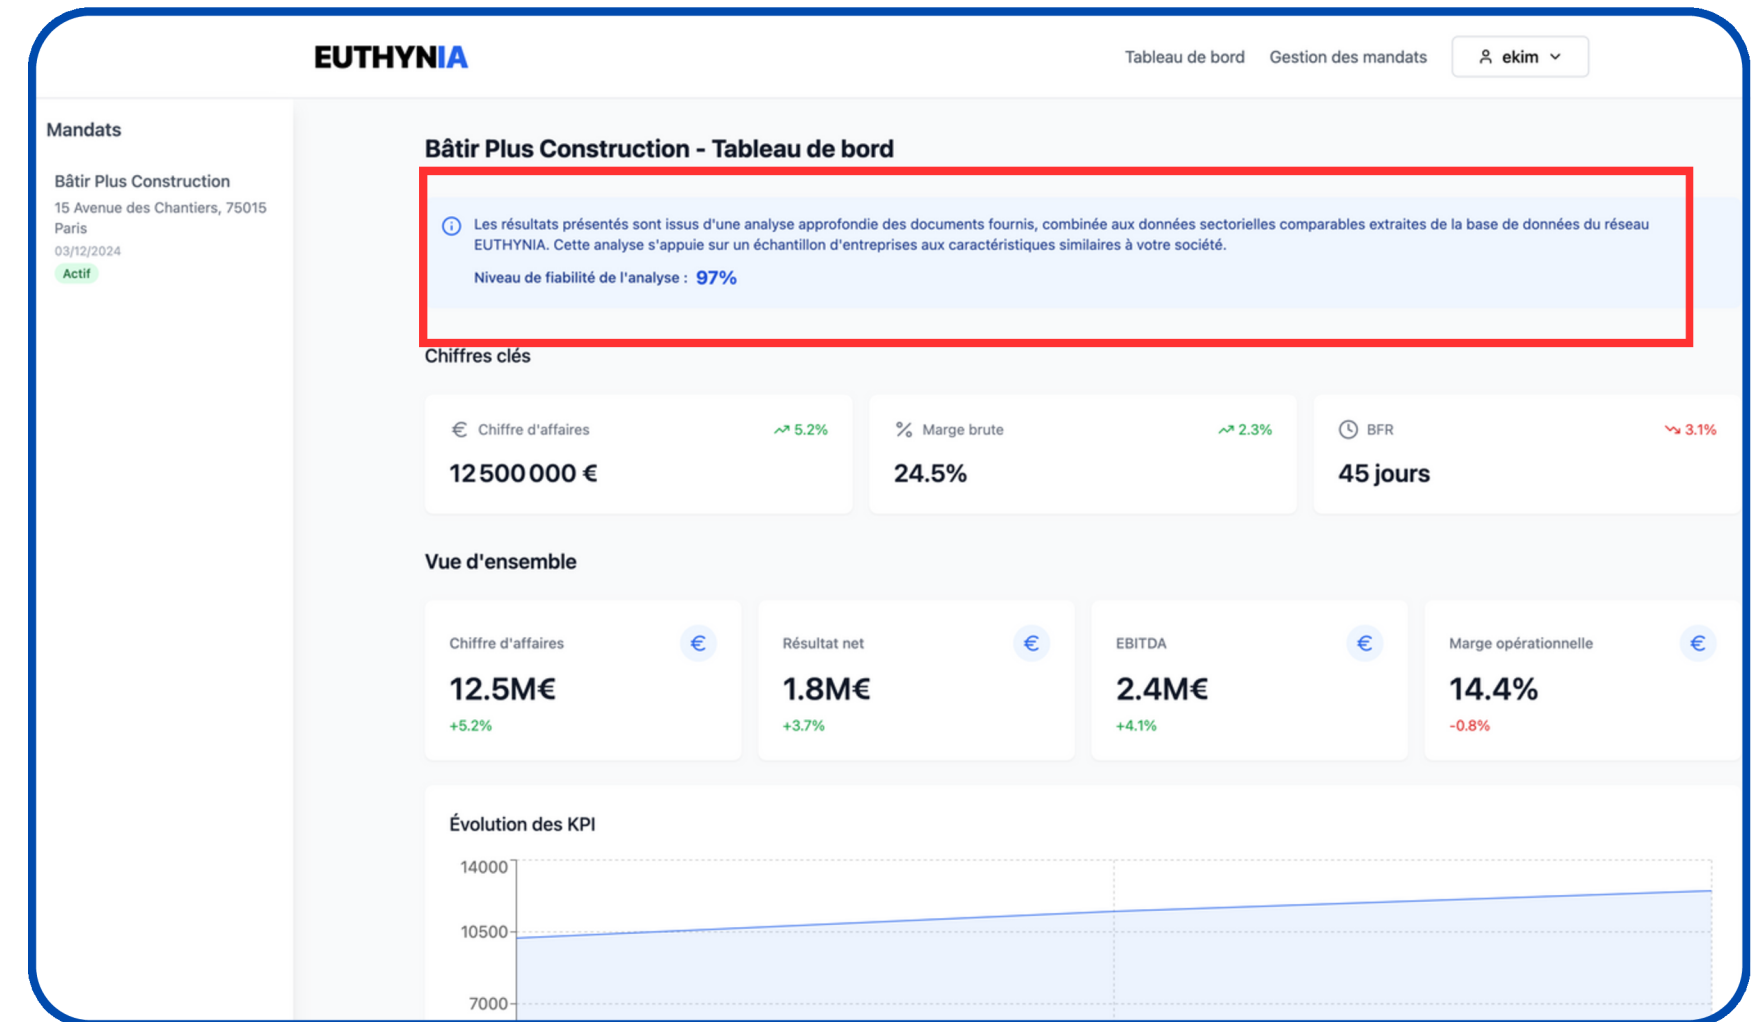 EUTHYNIA
Tableau de bord
Gestion des mandats
ekim
Mandats
Bâtir Plus Construction
15 Avenue des Chantiers, 75015
Paris
03/12/2024
Actif
Bâtir Plus Construction - Tableau de bord
Les résultats présentés sont issus d'une analyse approfondie des documents fournis, combinée aux données sectorielles comparables extraites de la base de données du réseau
EUTHYNIA. Cette analyse s'appuie sur un échantillon d'entreprises aux caractéristiques similaires à votre société.
Niveau de fiabilité de l'analyse : 97%
Chiffres clés
€ Chiffre d'affaires
5.2%
12 500 000 €
% Marge brute
2.3%
24.5%
BFR
3.1%
45 jours
Vue d'ensemble
Chiffre d'affaires
€
12.5M€
+5.2%
Résultat net
€
1.8M€
+3.7%
EBITDA
€
2.4M€
+4.1%
Marge opérationnelle
€
14.4%
-0.8%
Évolution des KPI
14000
10500
7000